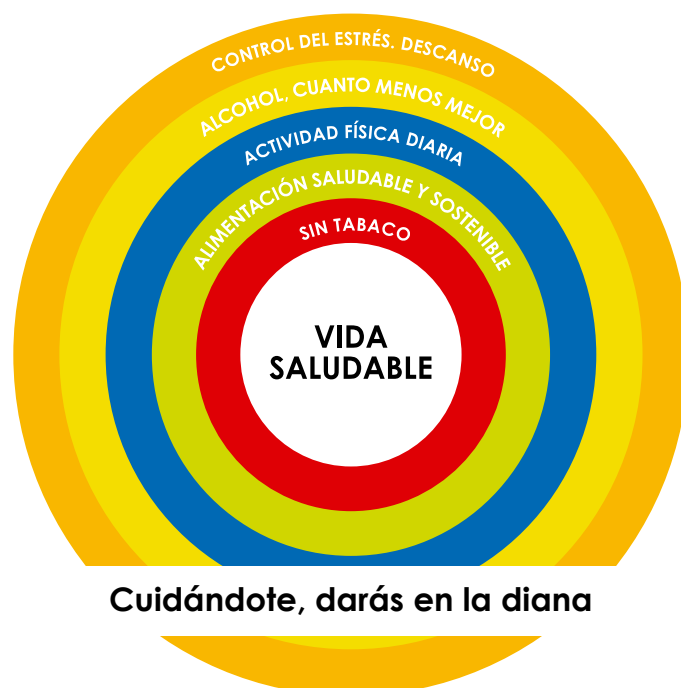 CONTROL DEL ESTRÉS. DESCANSO
ALCOHOL, CUANTO MENOS MEJOR
ACTIVIDAD FÍSICA DIARIA
ALIMENTACIÓN SALUDABLE Y SOSTENIBLE
SIN TABACO
VIDA
SALUDABLE
Cuidándote, darás en la diana